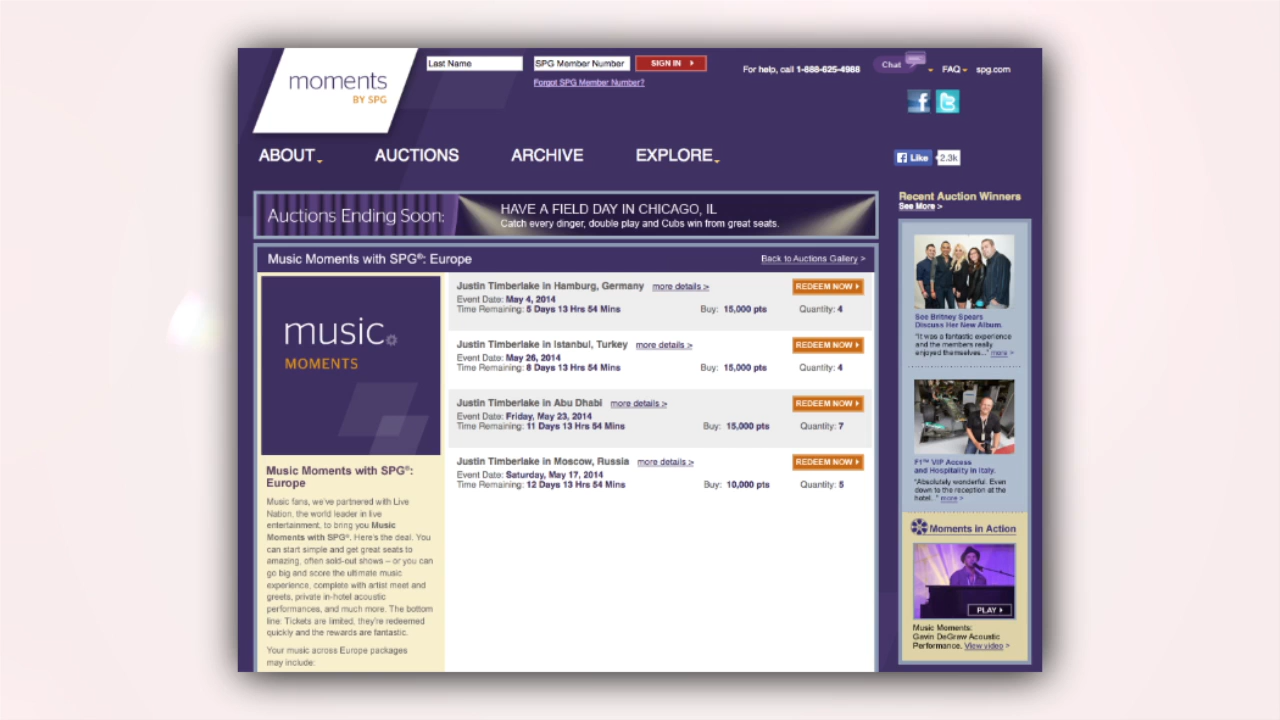 moments
BY SPG
Last Name
SPG Member Number
SIGN IN
Forgot SPG Member Number?
For help, call 1-888-625-4988
Chat
FAQ
spg.com
Like
2.3k
ABOUT
AUCTIONS
ARCHIVE
EXPLORE
Auctions Ending Soon:
HAVE A FIELD DAY IN CHICAGO, IL
Catch every dinger, double play and Cubs win from great seats.
Music Moments with SPG®: Europe
Back to Auctions Gallery >
music
MOMENTS
Music Moments with SPG®:
Europe
Music fans, we've partnered with Live
Nation, the world leader in live
entertainment, to bring you Music
Moments with SPG®. Here's the deal. You
can start simple and get great seats to
amazing, often sold-out shows – or you can
go big and score the ultimate music
experience, complete with artist meet and
greets, private in-hotel acoustic
performances, and much more. The bottom
line: Tickets are limited, they're redeemed
quickly and the rewards are fantastic.
Your music across Europe packages
may include:
Justin Timberlake in Hamburg, Germany more details >
REDEEM NOW
Event Date: May 4, 2014
Time Remaining: 5 Days 13 Hrs 54 Mins Buy: 15,000 pts Quantity: 4
Justin Timberlake in Istanbul, Turkey more details >
REDEEM NOW
Event Date: May 26, 2014
Time Remaining: 8 Days 13 Hrs 54 Mins Buy: 15,000 pts Quantity: 4
Justin Timberlake in Abu Dhabi more details >
REDEEM NOW
Event Date: Friday, May 23, 2014
Time Remaining: 11 Days 13 Hrs 54 Mins Buy: 15,000 pts Quantity: 7
Justin Timberlake in Moscow, Russia more details >
REDEEM NOW
Event Date: Saturday, May 17, 2014
Time Remaining: 12 Days 13 Hrs 54 Mins Buy: 10,000 pts Quantity: 5
Recent Auction Winners
See More >
See Britney Spears
Discuss Her New Album.
"It was a fantastic experience
and the members really
enjoyed themselves..." more >
F1™ VIP Access
and Hospitality in Italy.
"Absolutely wonderful. Even
down to the reception at the
hotel. " more >
Moments in Action
PLAY
Music Moments:
Gavin DeGraw Acoustic
Performance. View video >